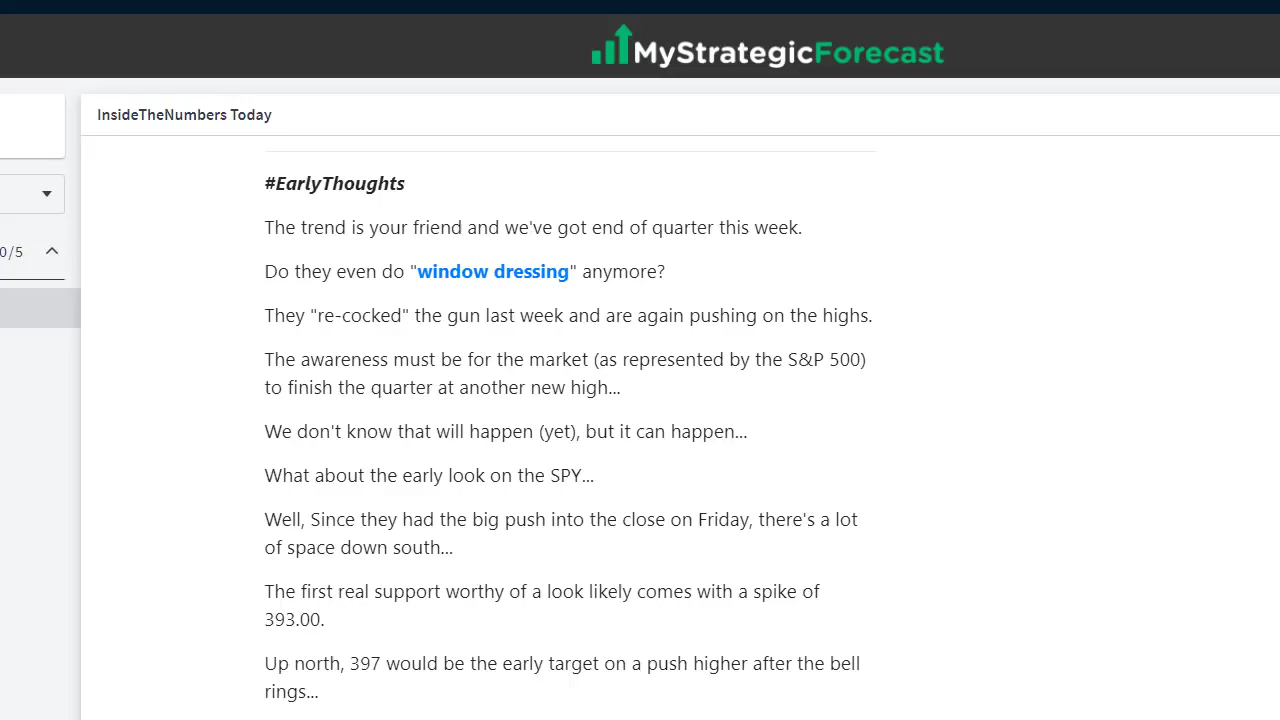 MyStrategicForecast
InsideTheNumbers Today
0/5
#EarlyThoughts
The trend is your friend and we've got end of quarter this week.
Do they even do "window dressing" anymore?
They "re-cocked" the gun last week and are again pushing on the highs.
The awareness must be for the market (as represented by the S&P 500)
to finish the quarter at another new high...
We don't know that will happen (yet), but it can happen...
What about the early look on the SPY...
Well, Since they had the big push into the close on Friday, there's a lot
of space down south...
The first real support worthy of a look likely comes with a spike of
393.00.
Up north, 397 would be the early target on a push higher after the bell
rings...